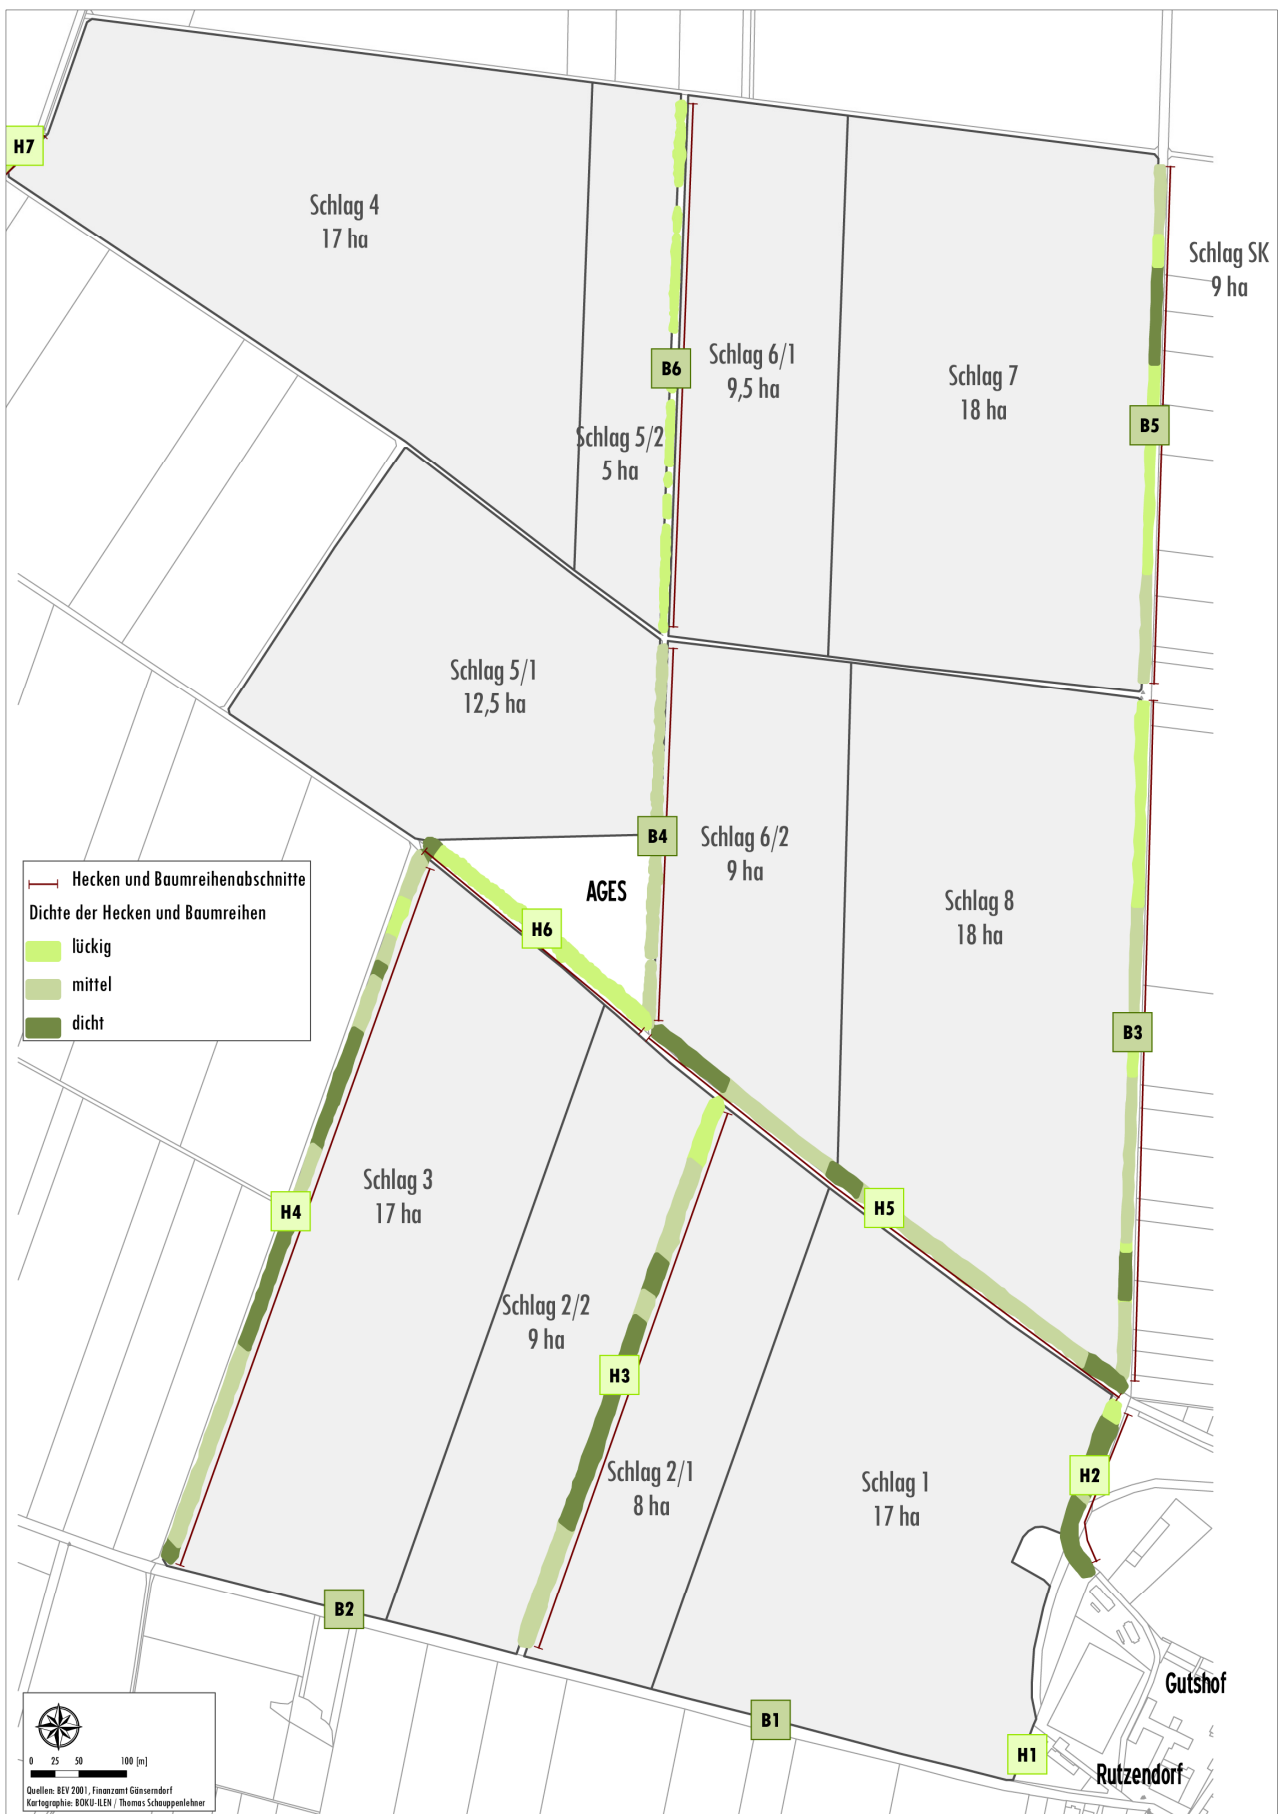 H7
Schlag 4
17 ha
Schlag SK
9 ha
B6
Schlag 6/1
9,5 ha
Schlag 7
18 ha
B5
Schlag 5/2
5 ha
Schlag 5/1
12,5 ha
B4
Schlag 6/2
9 ha
AGES
Schlag 8
18 ha
H6
B3
Hecken und Baumreihenabschnitte
Dichte der Hecken und Baumreihen
lückig
mittel
dicht
Schlag 3
17 ha
H4
H5
Schlag 2/2
9 ha
H3
Schlag 2/1
8 ha
Schlag 1
17 ha
H2
B2
B1
Gutshof
H1
Rutzendorf
0 25 50 100 [m]
Quellen: BEV 2001, Finanzamt Gänserndorf
Kartographie: BOKU-ILEN / Thomas Schauppenlehner